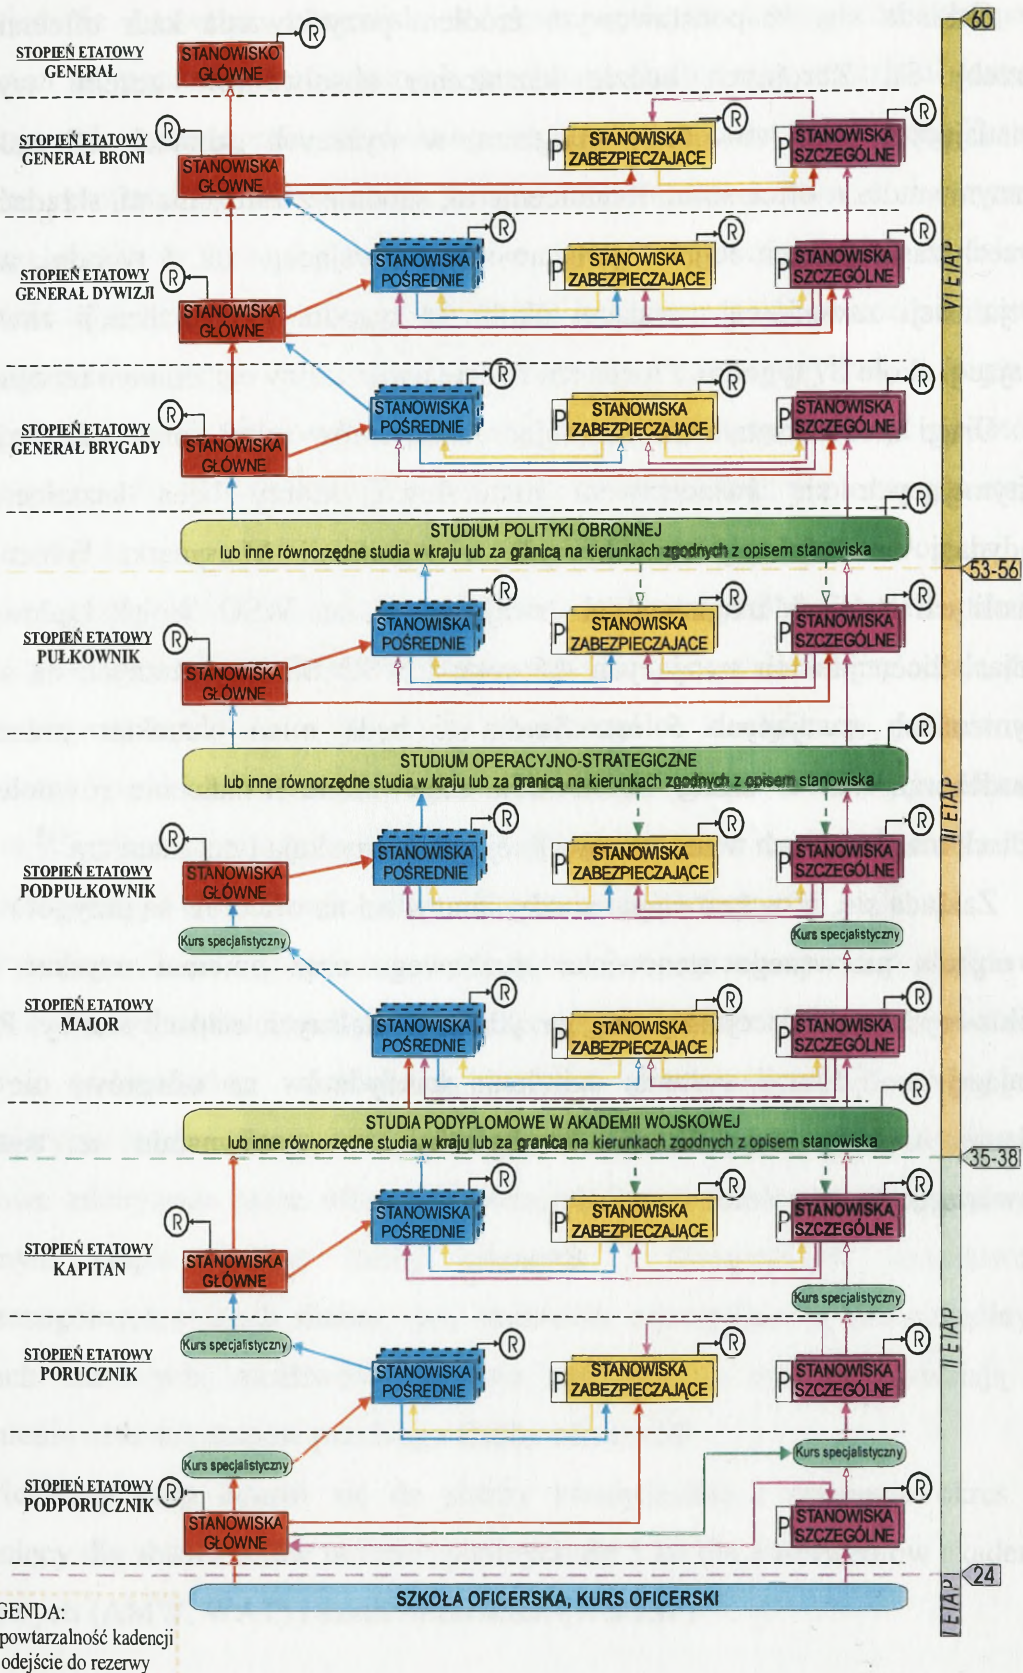 60
STOPIEŃ ETATOWY
GENERAŁ
STANOWISKO
GŁÓWNE
R
STOPIEŃ ETATOWY
GENERAŁ BRONI
R
STANOWISKA
GŁÓWNE
P
STANOWISKA
ZABEZPIECZAJĄCE
R
P
STANOWISKA
SZCZEGÓLNE
R
STOPIEŃ ETATOWY
GENERAŁ DYWIZJI
R
STANOWISKA
GŁÓWNE
STANOWISKA
POŚREDNIE
R
P
STANOWISKA
ZABEZPIECZAJĄCE
R
P
STANOWISKA
SZCZEGÓLNE
R
VI ETAP
STOPIEŃ ETATOWY
GENERAŁ BRYGADY
R
STANOWISKA
GŁÓWNE
STANOWISKA
POŚREDNIE
R
P
STANOWISKA
ZABEZPIECZAJĄCE
R
P
STANOWISKA
SZCZEGÓLNE
R
STUDIUM POLITYKI OBRONNEJ
lub inne równorzędne studia w kraju lub za granicą na kierunkach zgodnych z opisem stanowiska
R
53-56
STOPIEŃ ETATOWY
PUŁKOWNIK
R
STANOWISKA
GŁÓWNE
STANOWISKA
POŚREDNIE
R
P
STANOWISKA
ZABEZPIECZAJĄCE
R
P
STANOWISKA
SZCZEGÓLNE
R
STUDIUM OPERACYJNO-STRATEGICZNE
lub inne równorzędne studia w kraju lub za granicą na kierunkach zgodnych z opisem stanowiska
R
III ETAP
STOPIEŃ ETATOWY
PODPUŁKOWNIK
R
STANOWISKA
GŁÓWNE
STANOWISKA
POŚREDNIE
R
P
STANOWISKA
ZABEZPIECZAJĄCE
R
P
STANOWISKA
SZCZEGÓLNE
R
Kurs specjalistyczny
Kurs specjalistyczny
STOPIEŃ ETATOWY
MAJOR
STANOWISKA
POŚREDNIE
R
P
STANOWISKA
ZABEZPIECZAJĄCE
R
P
STANOWISKA
SZCZEGÓLNE
R
STUDIA PODYPLOMOWE W AKADEMII WOJSKOWEJ
lub inne równorzędne studia w kraju lub za granicą na kierunkach zgodnych z opisem stanowiska
R
35-38
STOPIEŃ ETATOWY
KAPITAN
R
STANOWISKA
GŁÓWNE
STANOWISKA
POŚREDNIE
R
P
STANOWISKA
ZABEZPIECZAJĄCE
R
P
STANOWISKA
SZCZEGÓLNE
R
Kurs specjalistyczny
Kurs specjalistyczny
II ETAP
STOPIEŃ ETATOWY
PORUCZNIK
STANOWISKA
POŚREDNIE
R
P
STANOWISKA
ZABEZPIECZAJĄCE
R
P
STANOWISKA
SZCZEGÓLNE
R
Kurs specjalistyczny
Kurs specjalistyczny
STOPIEŃ ETATOWY
PODPORUCZNIK
R
STANOWISKA
GŁÓWNE
P
STANOWISKA
SZCZEGÓLNE
R
24
SZKOŁA OFICERSKA, KURS OFICERSKI
I ETAP
GENDA:
powtarzalność kadencji
odejście do rezerwy